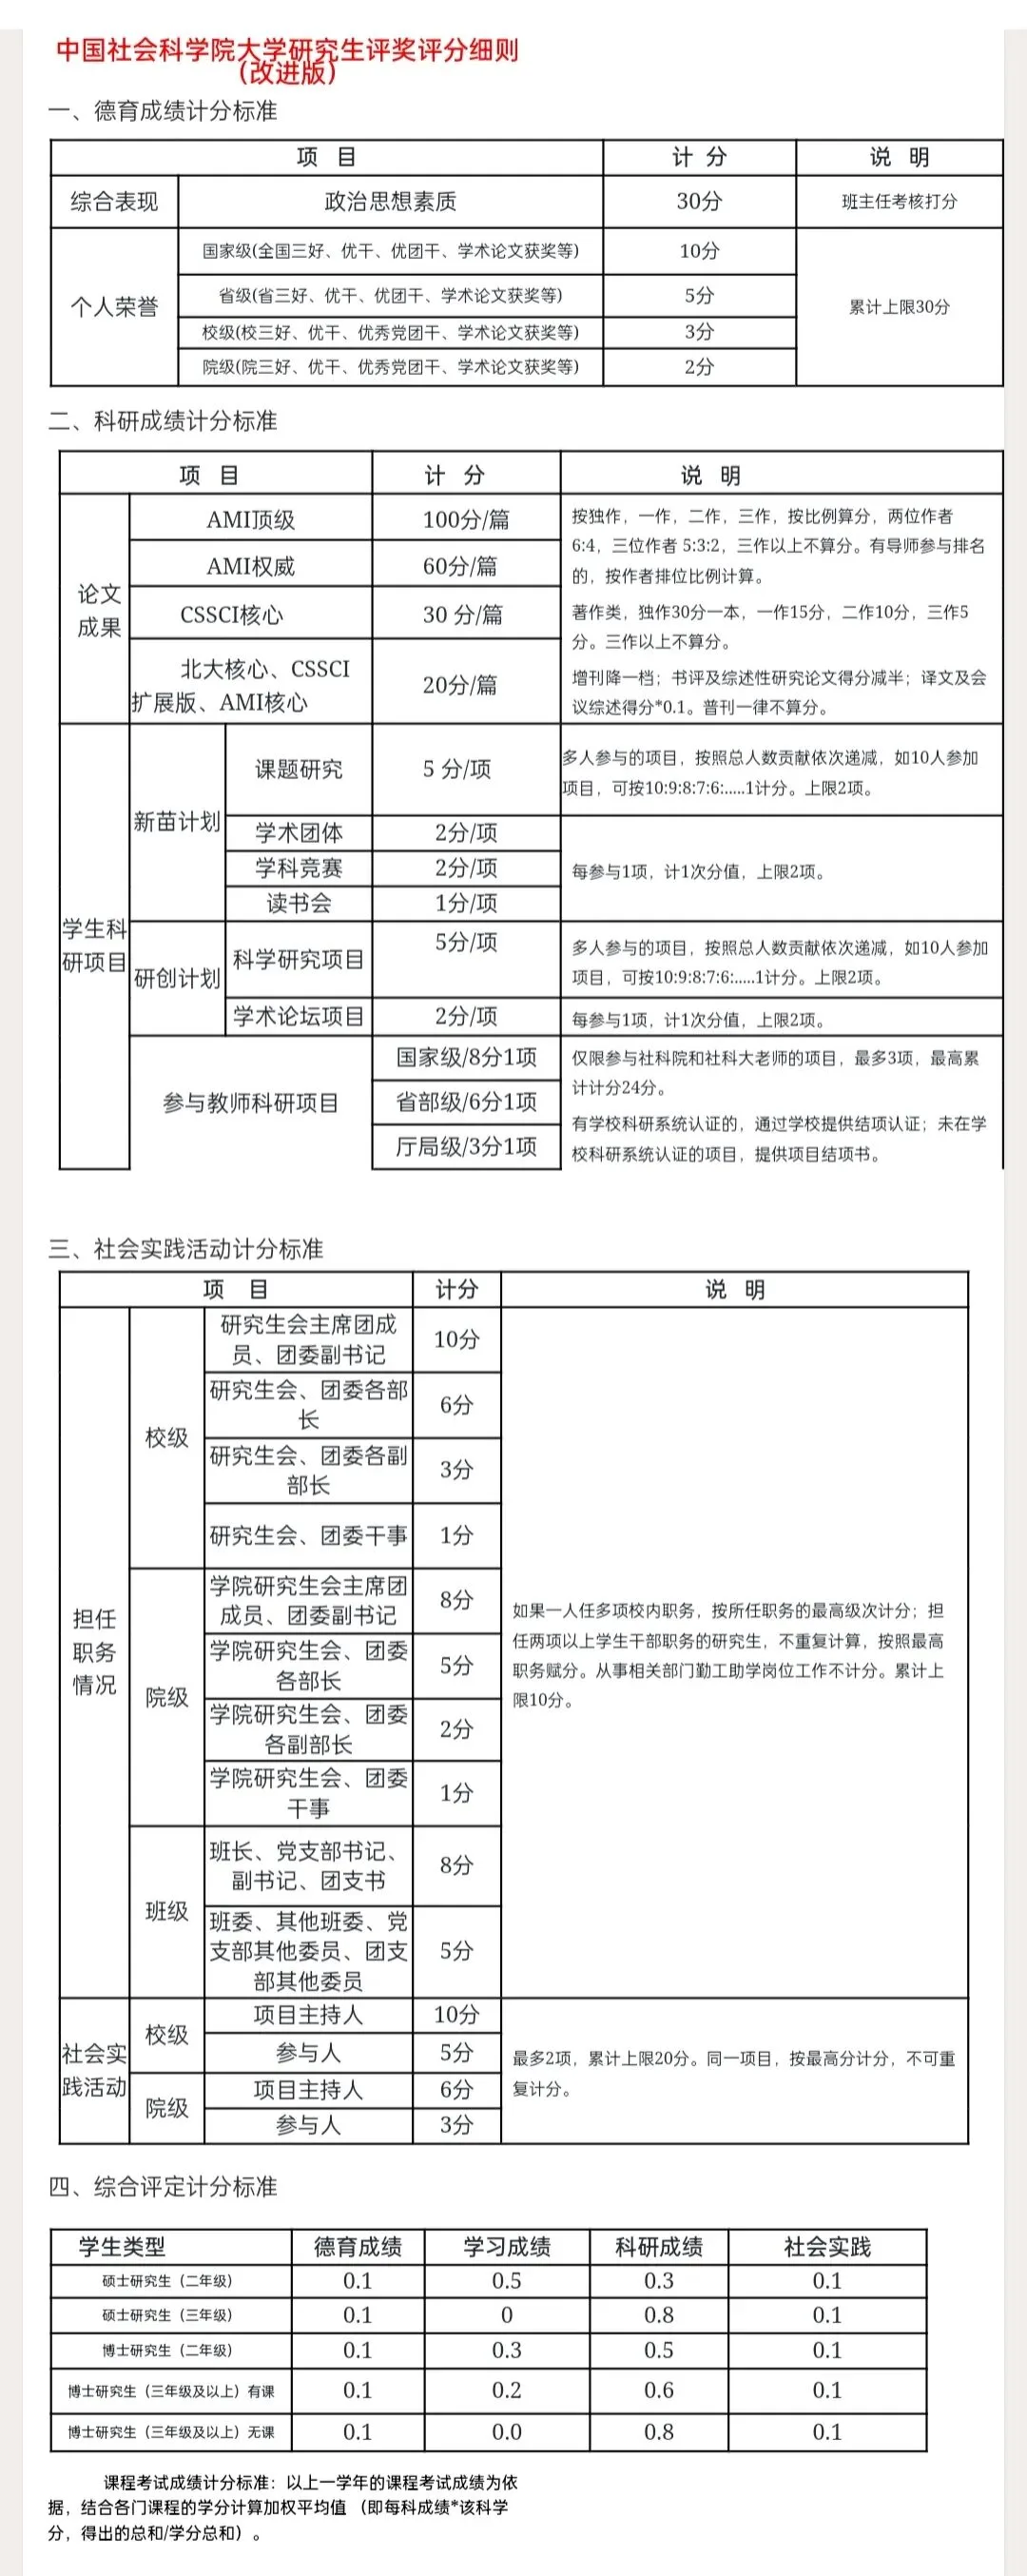 中国社会科学院大学研究生评奖评分细则
（改进版）
一、德育成绩计分标准
项 目 计 分 说 明
综合表现 政治思想素质 30分 班主任考核打分
个人荣誉 国家级(全国三好、优干、优团干、学术论文获奖等) 10分 累计上限30分
省级(省三好、优干、优团干、学术论文获奖等) 5分
校级(校三好、优干、优秀党团干、学术论文获奖等) 3分
院级(院三好、优干、优秀党团干、学术论文获奖等) 2分
二、科研成绩计分标准
项 目 计 分 说 明
论文
成果
AMI顶级 100分/篇
AMI权威 60分/篇
CSSCI核心 30 分/篇
北大核心、CSSCI
扩展版、AMI核心
20分/篇
按独作，一作，二作，三作，按比例算分，两位作者
6:4，三位作者 5:3:2，三作以上不算分。有导师参与排名
的，按作者排位比例计算。
著作类，独作30分一本，一作15分，二作10分，三作5
分。三作以上不算分。
增刊降一档；书评及综述性研究论文得分减半；译文及会
议综述得分*0.1。普刊一律不算分。
学生科
研项目
新苗计划
课题研究 5 分/项
多人参与的项目，按照总人数贡献依次递减，如10人参加
项目，可按10:9:8:7:6:.....1计分。上限2项。
学术团体 2分/项
学科竞赛 2分/项
读书会 1分/项
每参与1项，计1次分值，上限2项。
研创计划
科学研究项目 5分/项
多人参与的项目，按照总人数贡献依次递减，如10人参加
项目，可按10:9:8:7:6:.....1计分。上限2项。
学术论坛项目 2分/项 每参与1项，计1次分值，上限2项。
参与教师科研项目
国家级/8分1项
省部级/6分1项
厅局级/3分1项
仅限参与社科院和社科大老师的项目，最多3项，最高累
计计分24分。
有学校科研系统认证的，通过学校提供结项认证；未在学
校科研系统认证的项目，提供项目结项书。
三、社会实践活动计分标准
项 目 计分 说 明
担任
职务
情况
校级
研究生会主席团成
员、团委副书记
10分
研究生会、团委各部
长
6分
研究生会、团委各副
部长
3分
研究生会、团委干事 1分
院级
学院研究生会主席团
成员、团委副书记
8分
学院研究生会、团委
各部长
5分
学院研究生会、团委
各副部长
2分
学院研究生会、团委
干事
1分
班级
班长、党支部书记、
副书记、团支书
8分
班委、其他班委、党
支部其他委员、团支
部其他委员
5分
如果一人任多项校内职务，按所任职务的最高级次计分；担
任两项以上学生干部职务的研究生，不重复计算，按照最高
职务赋分。从事相关部门勤工助学岗位工作不计分。累计上
限10分。
社会实
践活动
校级
项目主持人 10分
参与人 5分
院级
项目主持人 6分
参与人 3分
最多2项，累计上限20分。同一项目，按最高分计分，不可重
复计分。
四、综合评定计分标准
学生类型 德育成绩 学习成绩 科研成绩 社会实践
硕士研究生（二年级） 0.1 0.5 0.3 0.1
硕士研究生（三年级） 0.1 0 0.8 0.1
博士研究生（二年级） 0.1 0.3 0.5 0.1
博士研究生（三年级及以上）有课 0.1 0.2 0.6 0.1
博士研究生（三年级及以上）无课 0.1 0.0 0.8 0.1
课程考试成绩计分标准：以上一学年的课程考试成绩为依
据，结合各门课程的学分计算加权平均值 （即每科成绩*该科学
分，得出的总和/学分总和）。